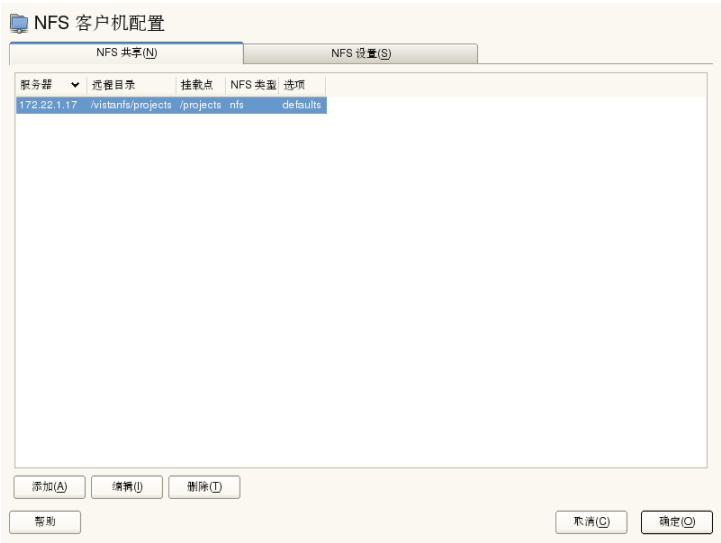 NFS 客户机配置
NFS 共享(N) NFS 设置(S)
服务器 远程目录 挂载点 NFS 类型 选项
172.22.1.17 /vistanfs/projects /projects nfs defaults
添加(A) 编辑(I) 删除(T)
帮助 取消(C) 确定(O)